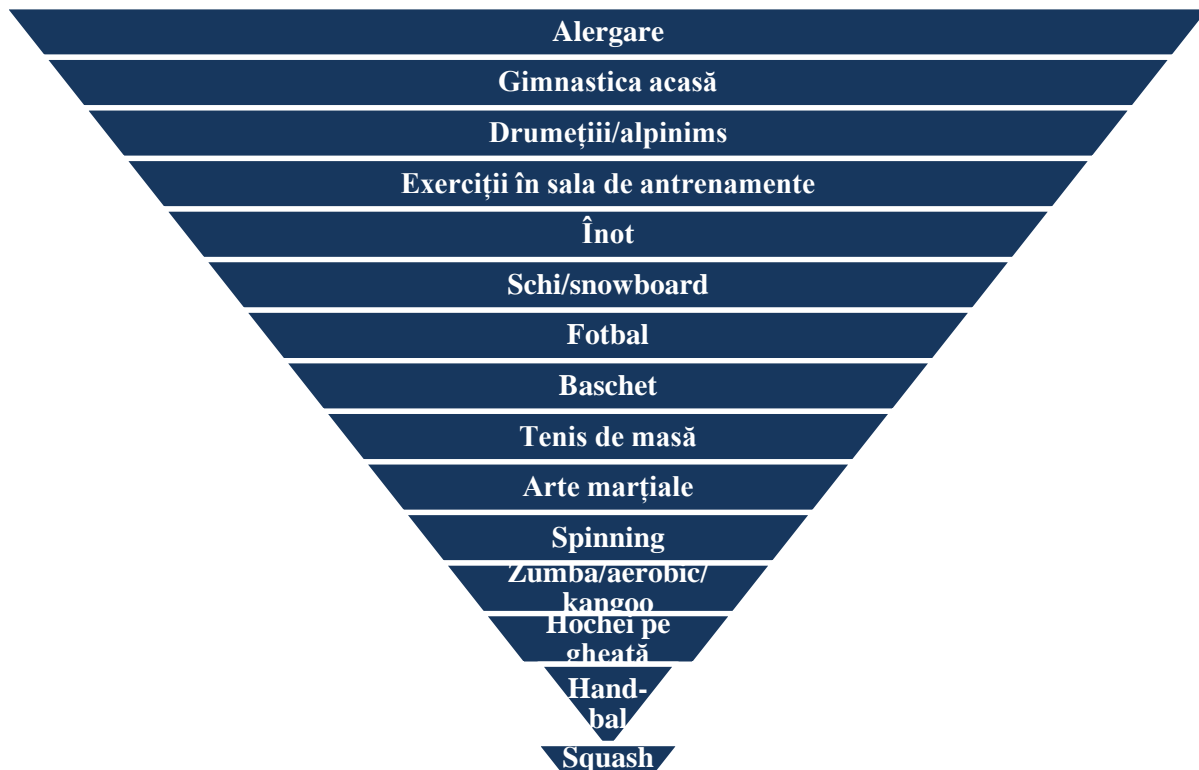 Alergare
Gimnastica acasă
Drumețiii/alpinims
Exerciții în sala de antrenamente
Înot
Schi/snowboard
Fotbal
Baschet
Tenis de masă
Arte marțiale
Spinning
Zumba/aerobic/
kangoo
Hochei pe
gheată
Hand-
bal
Squash